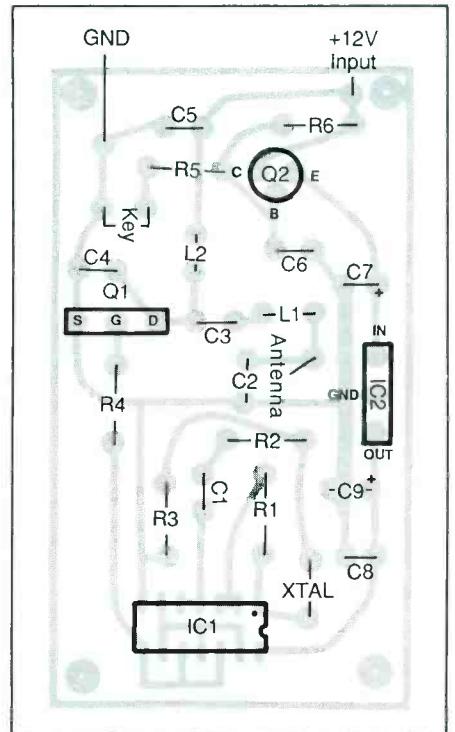 GND
+12V
Input
C5
R6
R5
C
Q2
E
B
Key
L2
C4
C6
C7
+
Q1
S G D
C3
L1
IN
Antenna
C2
GND
IC2
R4
OUT
R2
+
C9
C1
R3
R1
C8
XTAL
IC1